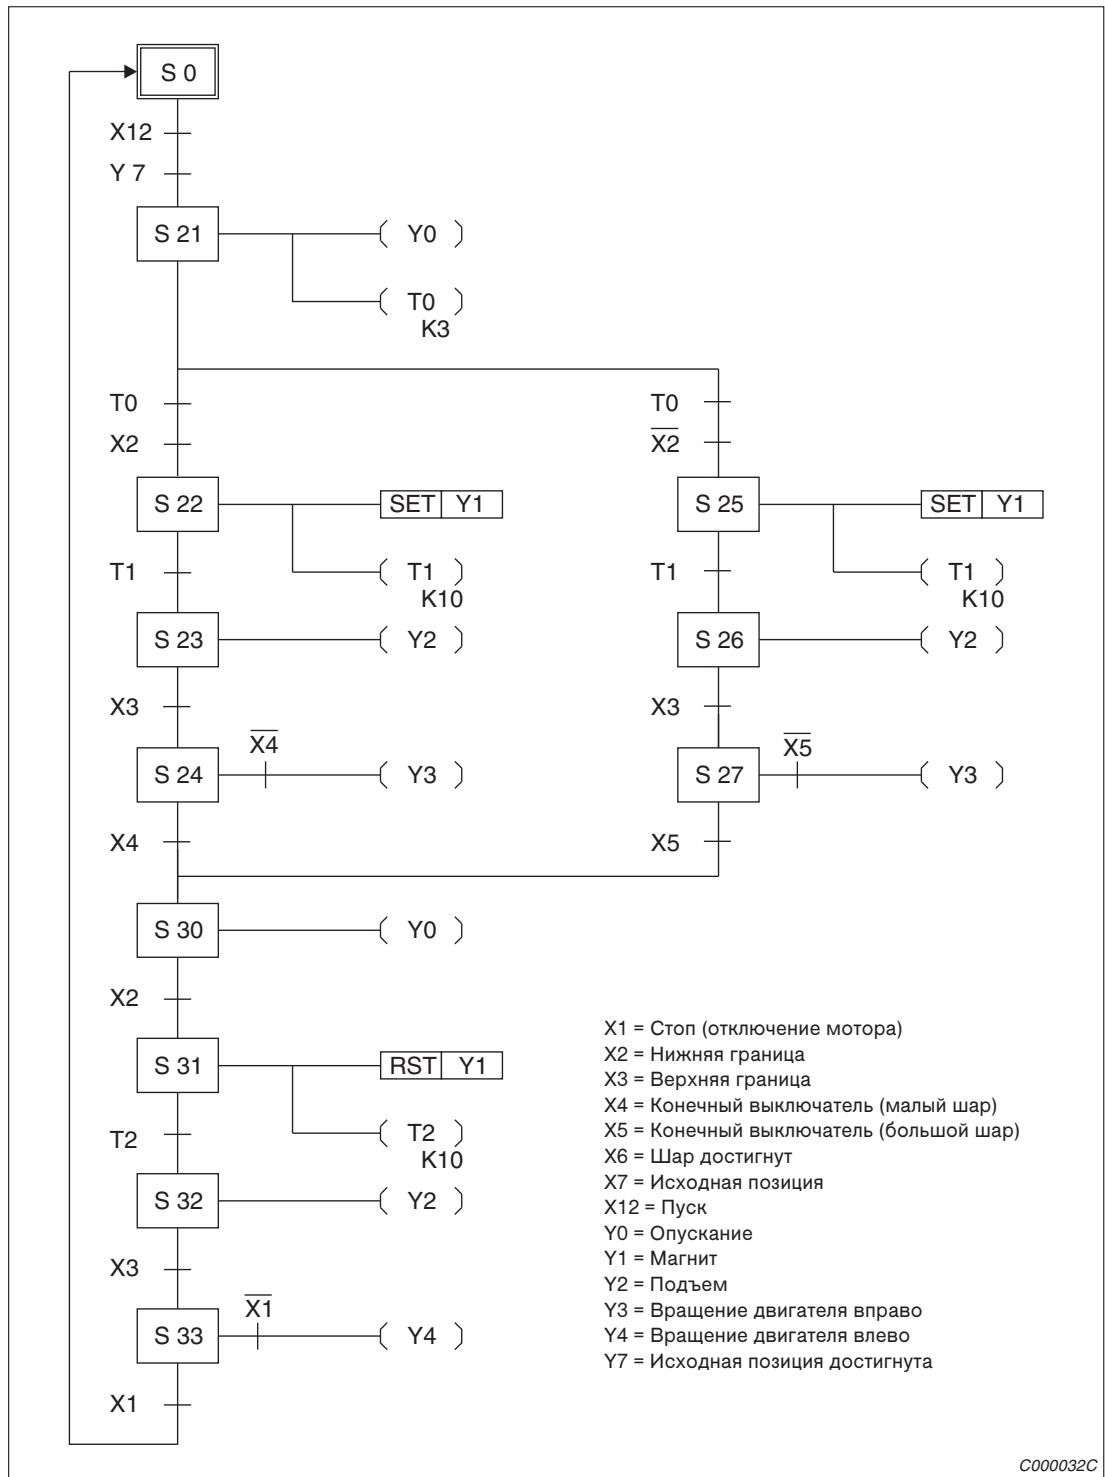 S 0
X12
Y 7
S 21
Y0
T0
K3
T0
T0
X2
X̅2̅
S 22
SET Y1
S 25
SET Y1
T1
T1
K10
T1
T1
K10
S 23
Y2
S 26
Y2
X3
X3
S 24
X̅4̅
Y3
S 27
X̅5̅
Y3
X4
X5
S 30
Y0
X2
S 31
RST Y1
T2
T2
K10
S 32
Y2
X3
S 33
X̅1̅
Y4
X1
X1 = Стоп (отключение мотора)
X2 = Нижняя граница
X3 = Верхняя граница
X4 = Конечный выключатель (малый шар)
X5 = Конечный выключатель (большой шар)
X6 = Шар достигнут
X7 = Исходная позиция
X12 = Пуск
Y0 = Опускание
Y1 = Магнит
Y2 = Подъем
Y3 = Вращение двигателя вправо
Y4 = Вращение двигателя влево
Y7 = Исходная позиция достигнута
C000032C